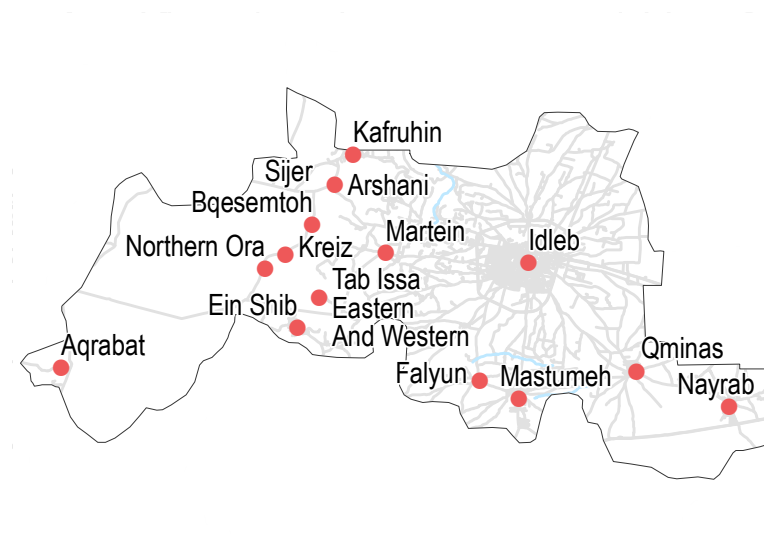 Kafruhin
Sijer
Arshani
Bqesemtoh
Martein
Idleb
Northern Ora
Kreiz
Tab Issa
Eastern
And Western
Ein Shib
Aqrabat
Qminas
Falyun
Mastumeh
Nayrab